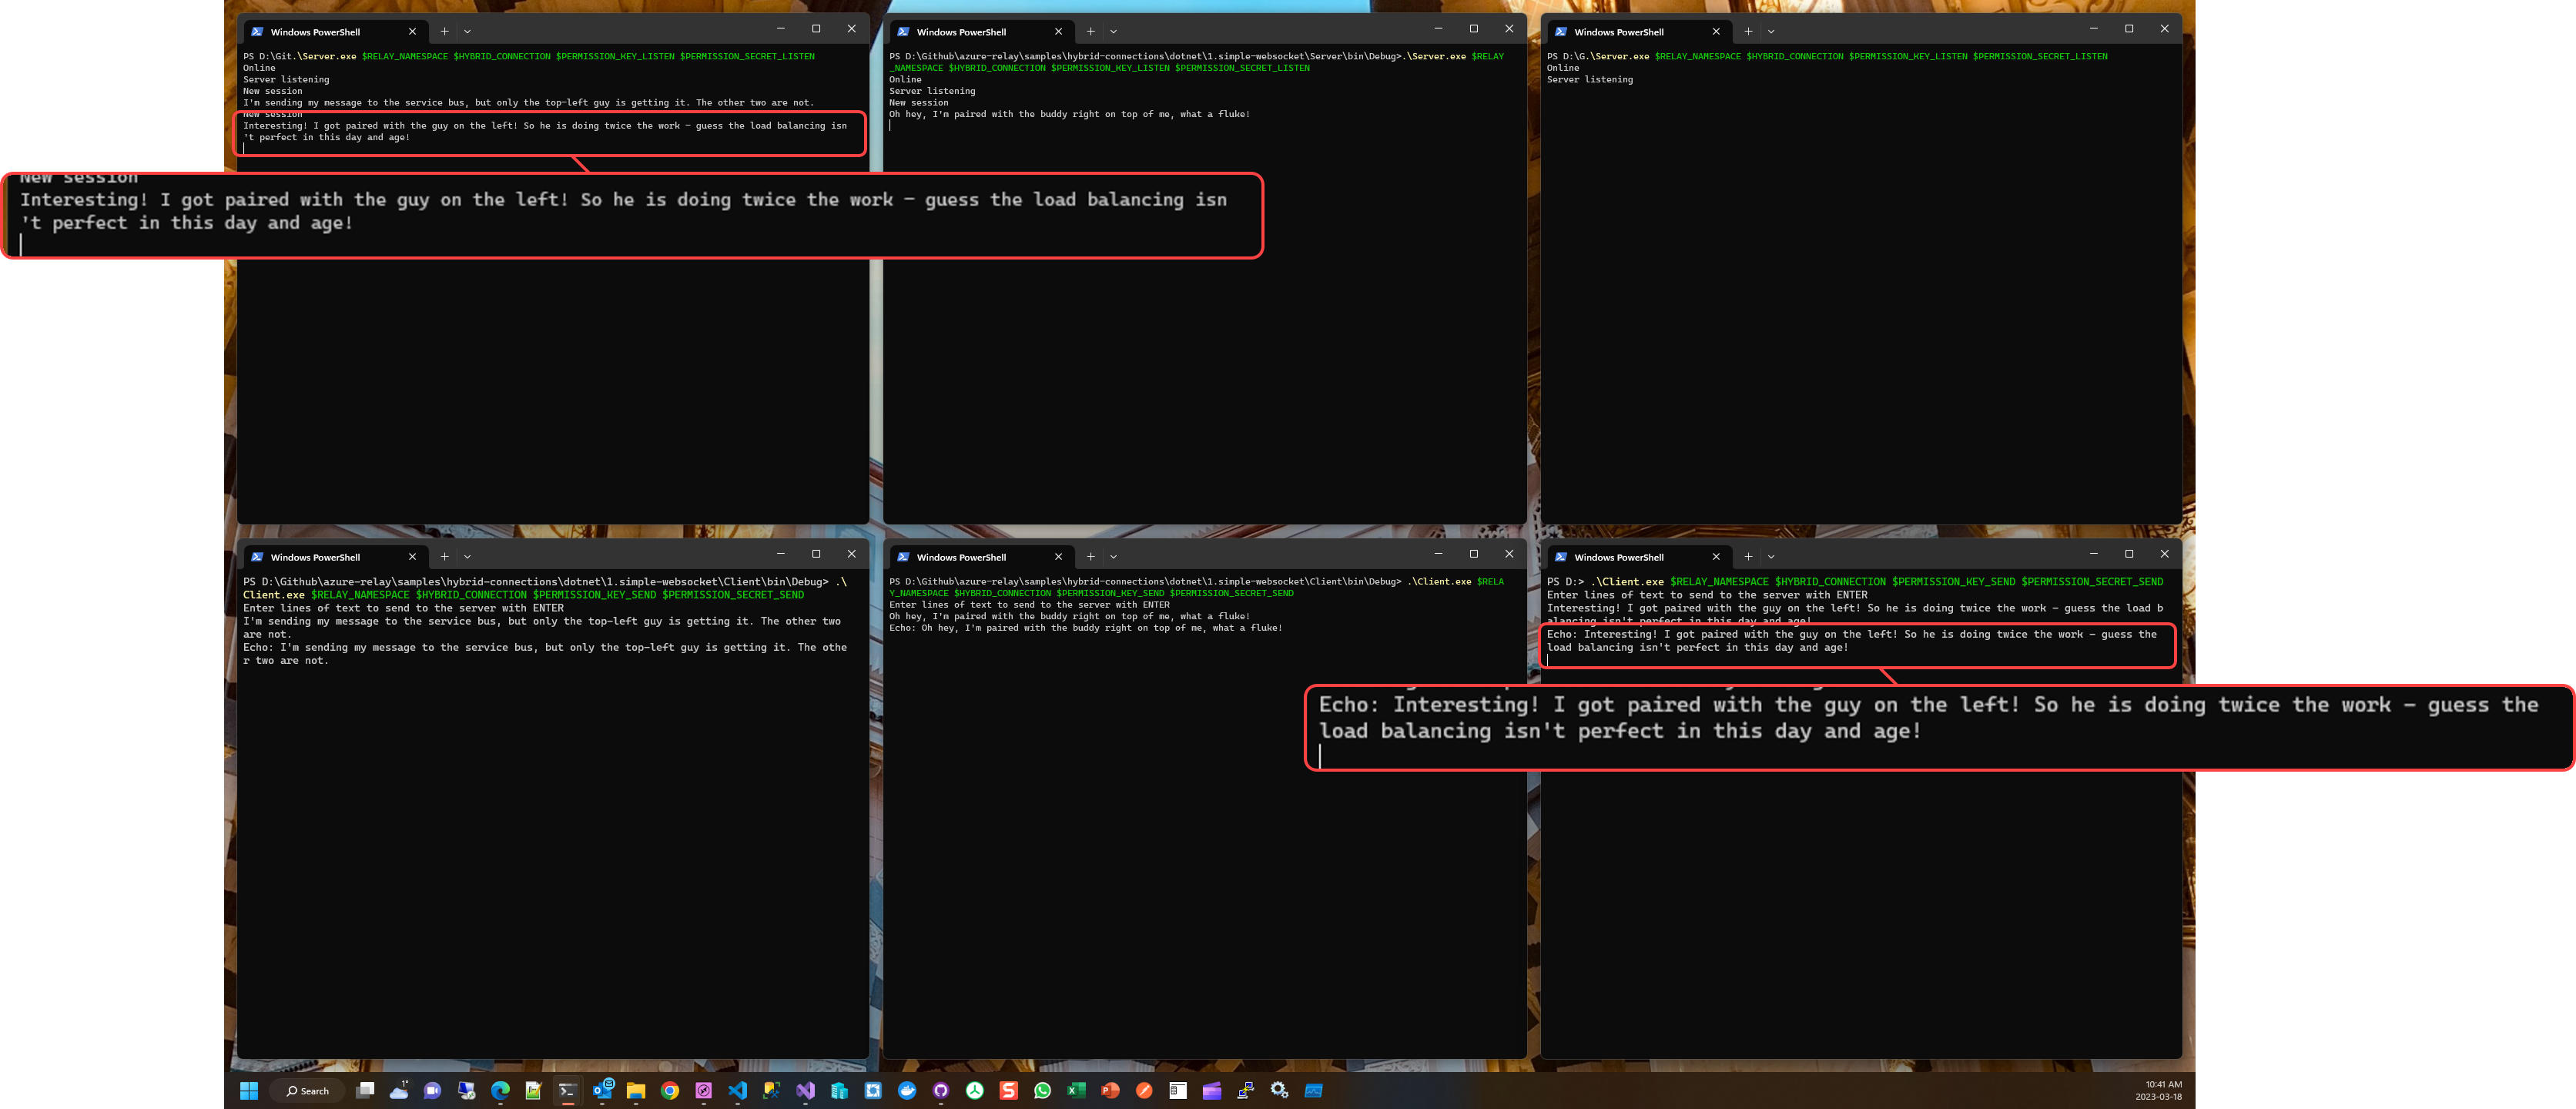 Windows PowerShell
PS D:\Git.\Server.exe $RELAY_NAMESPACE $HYBRID_CONNECTION $PERMISSION_KEY_LISTEN $PERMISSION_SECRET_LISTEN
Online
Server listening
New session
I'm sending my message to the service bus, but only the top-left guy is getting it. The other two are not.
New session
Interesting! I got paired with the guy on the left! So he is doing twice the work - guess the load balancing isn
't perfect in this day and age!
New session
Interesting! I got paired with the guy on the left! So he is doing twice the work - guess the load balancing isn
't perfect in this day and age!
Windows PowerShell
PS D:\Github\azure-relay\samples\hybrid-connections\dotnet\1.simple-websocket\Server\bin\Debug>.\Server.exe $RELAY
_NAMESPACE $HYBRID_CONNECTION $PERMISSION_KEY_LISTEN $PERMISSION_SECRET_LISTEN
Online
Server listening
New session
Oh hey, I'm paired with the buddy right on top of me, what a fluke!
Windows PowerShell
PS D:\G.\Server.exe $RELAY_NAMESPACE $HYBRID_CONNECTION $PERMISSION_KEY_LISTEN $PERMISSION_SECRET_LISTEN
Online
Server listening
Windows PowerShell
PS D:\Github\azure-relay\samples\hybrid-connections\dotnet\1.simple-websocket\Client\bin\Debug> .\
Client.exe $RELAY_NAMESPACE $HYBRID_CONNECTION $PERMISSION_KEY_SEND $PERMISSION_SECRET_SEND
Enter lines of text to send to the server with ENTER
I'm sending my message to the service bus, but only the top-left guy is getting it. The other two
are not.
Echo: I'm sending my message to the service bus, but only the top-left guy is getting it. The othe
r two are not.
Windows PowerShell
PS D:\Github\azure-relay\samples\hybrid-connections\dotnet\1.simple-websocket\Client\bin\Debug> .\Client.exe $RELA
Y_NAMESPACE $HYBRID_CONNECTION $PERMISSION_KEY_SEND $PERMISSION_SECRET_SEND
Enter lines of text to send to the server with ENTER
Oh hey, I'm paired with the buddy right on top of me, what a fluke!
Echo: Oh hey, I'm paired with the buddy right on top of me, what a fluke!
Windows PowerShell
PS D:> .\Client.exe $RELAY_NAMESPACE $HYBRID_CONNECTION $PERMISSION_KEY_SEND $PERMISSION_SECRET_SEND
Enter lines of text to send to the server with ENTER
Interesting! I got paired with the guy on the left! So he is doing twice the work - guess the load b
alancing isn't perfect in this day and age!
Echo: Interesting! I got paired with the guy on the left! So he is doing twice the work - guess the
load balancing isn't perfect in this day and age!
Echo: Interesting! I got paired with the guy on the left! So he is doing twice the work - guess the
load balancing isn't perfect in this day and age!
Search
1°
10:41 AM
2023-03-18